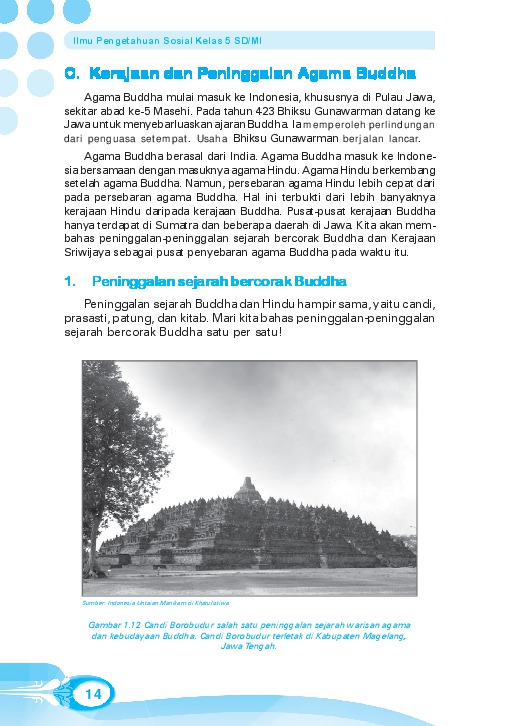 Ilmu Pengetahuan Sosial Kelas 5 SD/MI
C. Kerajaan dan Peninggalan Agama Buddha
Agama Buddha mulai masuk ke Indonesia, khususnya di Pulau Jawa,
sekitar abad ke-5 Masehi. Pada tahun 423 Bhiksu Gunawarman datang ke
Jawa untuk menyebarluaskan ajaran Buddha. Ia memperoleh perlindungan
dari penguasa setempat. Usaha Bhiksu Gunawarman berjalan lancar.
Agama Buddha berasal dari India. Agama Buddha masuk ke Indone-
sia bersamaan dengan masuknya agama Hindu. Agama Hindu berkembang
setelah agama Buddha. Namun, persebaran agama Hindu lebih cepat dari
pada persebaran agama Buddha. Hal ini terbukti dari lebih banyaknya
kerajaan Hindu daripada kerajaan Buddha. Pusat-pusat kerajaan Buddha
hanya terdapat di Sumatra dan beberapa daerah di Jawa. Kita akan mem-
bahas peninggalan-peninggalan sejarah bercorak Buddha dan Kerajaan
Sriwijaya sebagai pusat penyebaran agama Buddha pada waktu itu.
1. Peninggalan sejarah bercorak Buddha
Peninggalan sejarah Buddha dan Hindu hampir sama, yaitu candi,
prasasti, patung, dan kitab. Mari kita bahas peninggalan-peninggalan
sejarah bercorak Buddha satu per satu!
Sumber: Indonesia Untaian Manikam di Khatulistiwa
Gambar 1.12 Candi Borobudur salah satu peninggalan sejarah warisan agama
dan kebudayaan Buddha. Candi Borobudur terletak di Kabupaten Magelang,
Jawa Tengah.
14